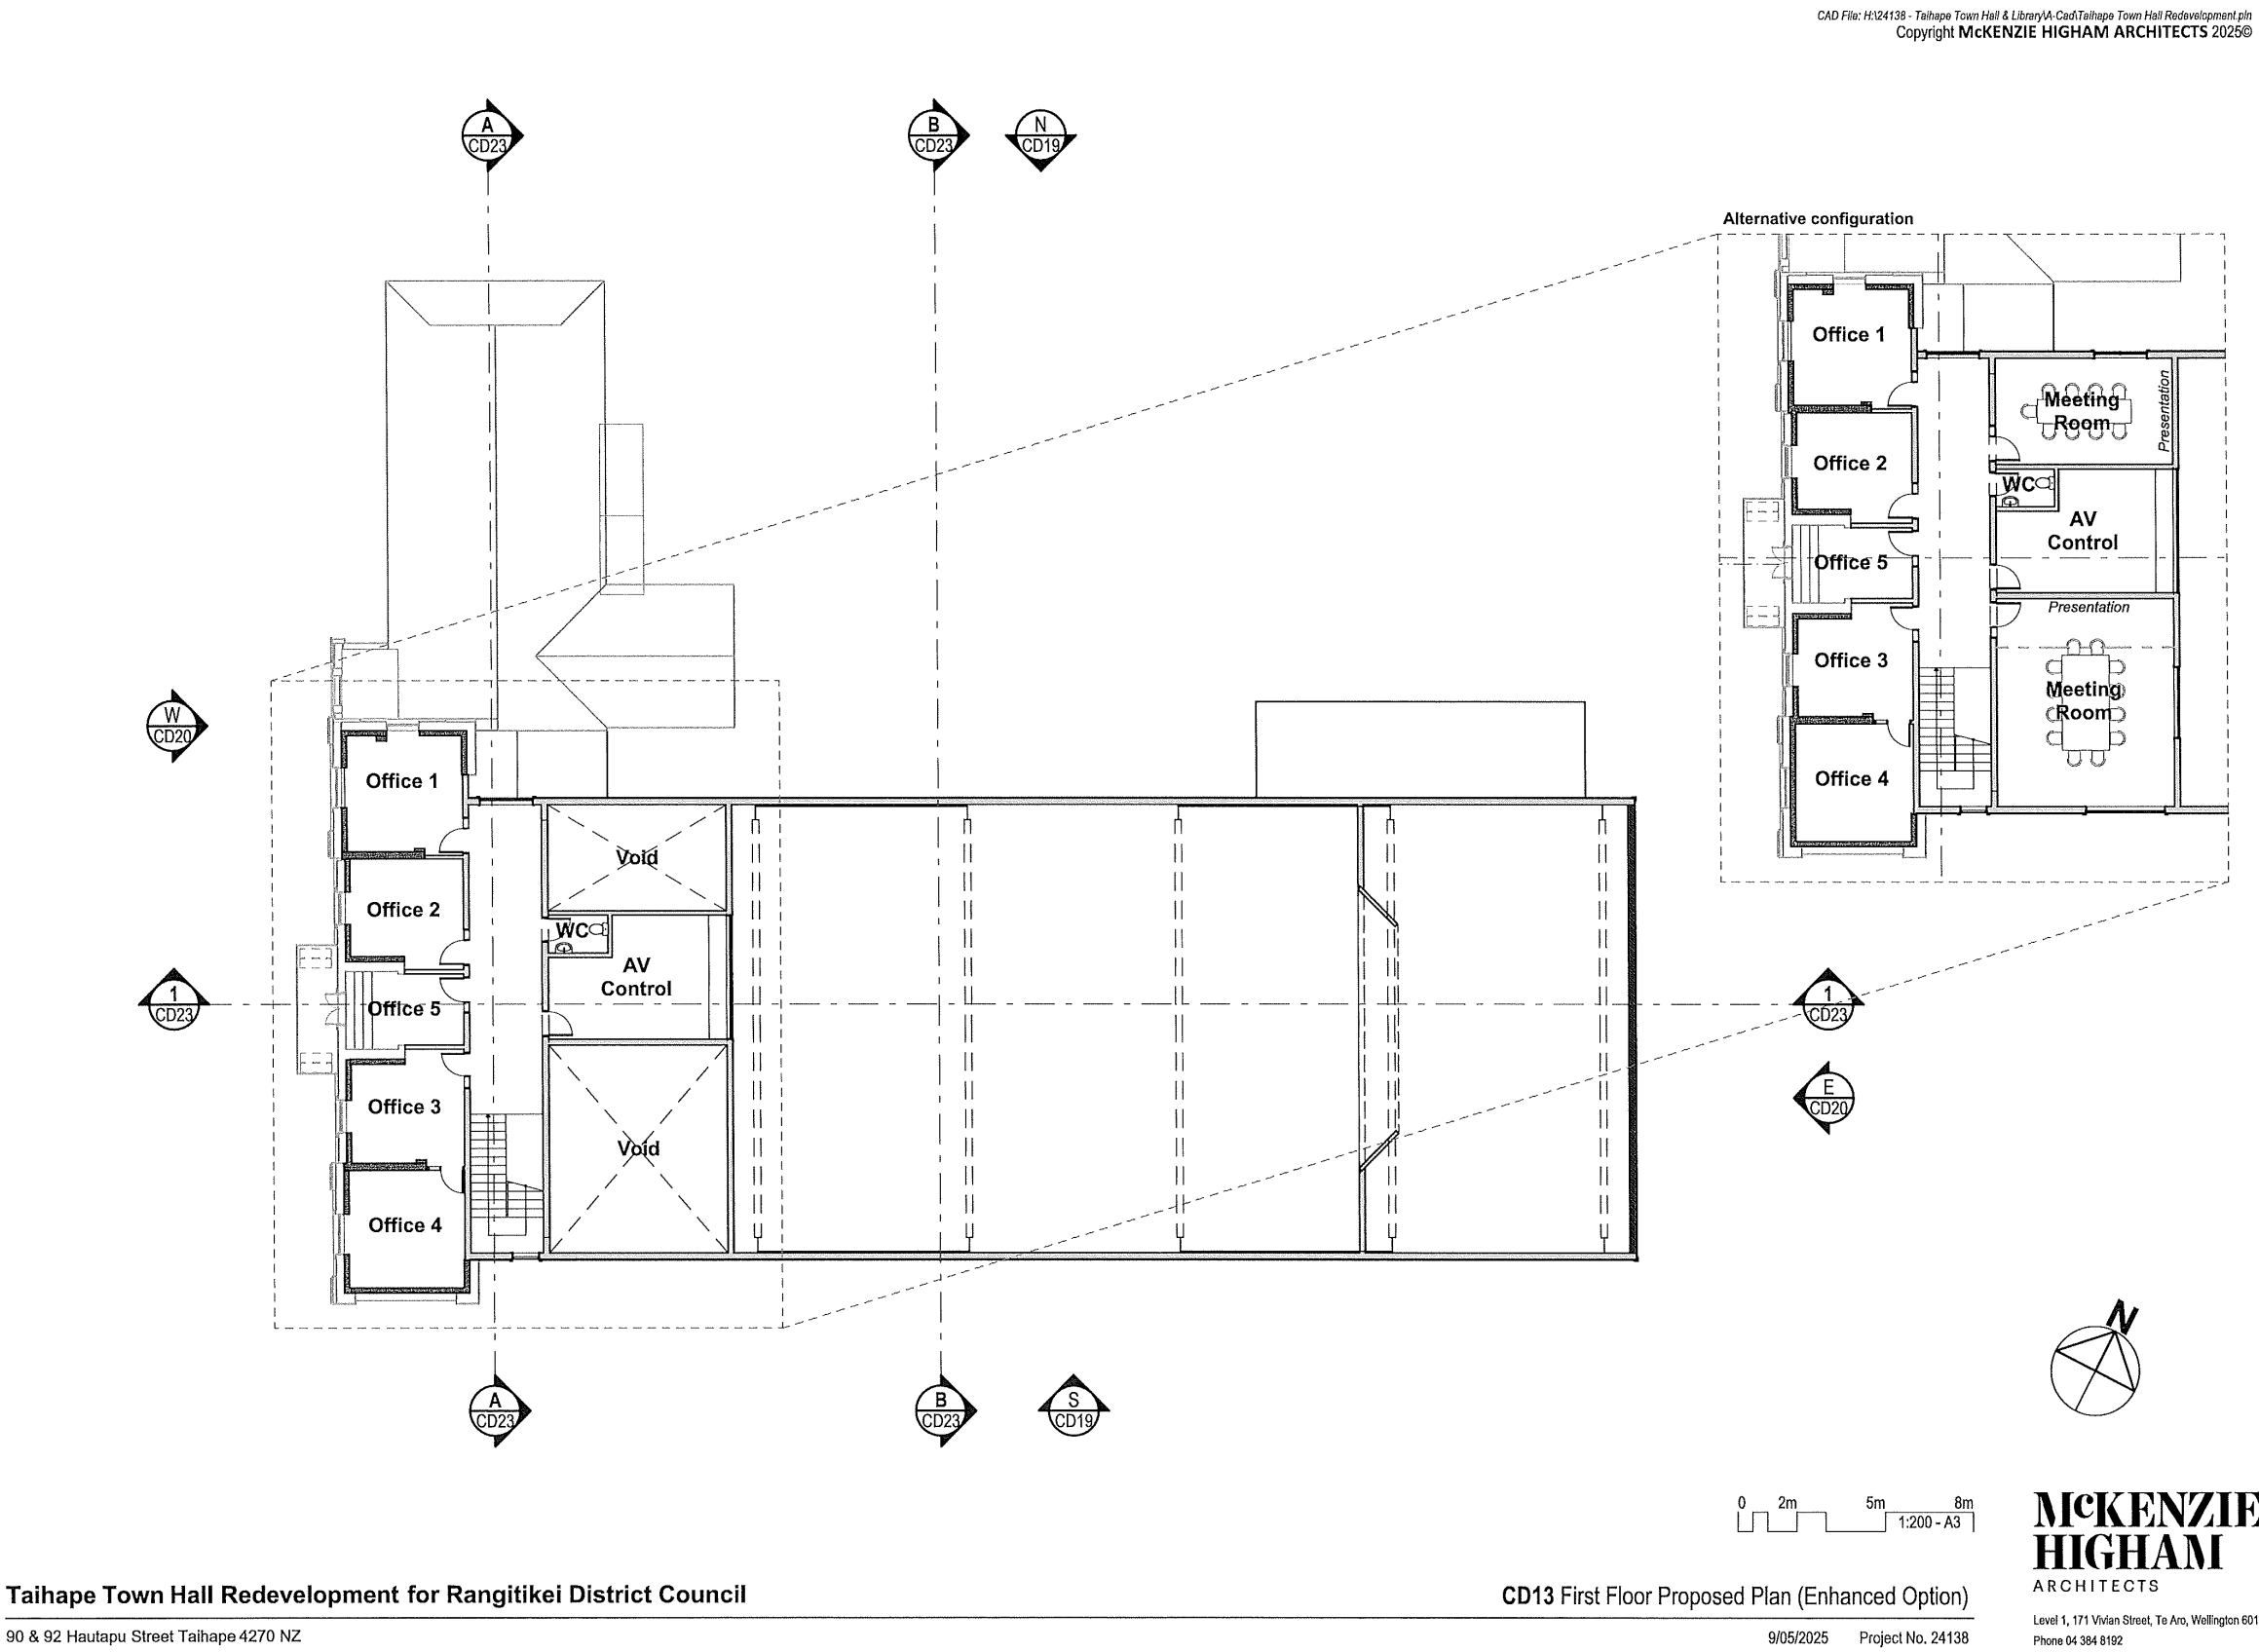 CAD File: H:\24138 - Taihape Town Hall & Library\A-Cad\Taihape Town Hall Redevelopment.pln
Copyright McKENZIE HIGHAM ARCHITECTS 2025©
A
CD23
B
CD23
N
CD19
Alternative configuration
Office 1
Meeting
Room
Presentation
Office 2
WC
AV
Control
Office 5
Presentation
Office 3
Meeting
Room
Office 4
W
CD20
Office 1
Void
Office 2
WC
AV
Control
1
CD23
Office 5
1
CD23
E
CD20
Office 3
Void
Office 4
N
A
CD23
B
CD23
S
CD19
0 2m 5m 8m
1:200 - A3
McKENZIE
HIGHAM
ARCHITECTS
Taihape Town Hall Redevelopment for Rangitikei District Council
CD13 First Floor Proposed Plan (Enhanced Option)
90 & 92 Hautapu Street Taihape 4270 NZ
9/05/2025 Project No. 24138
Level 1, 171 Vivian Street, Te Aro, Wellington 601
Phone 04 384 8192